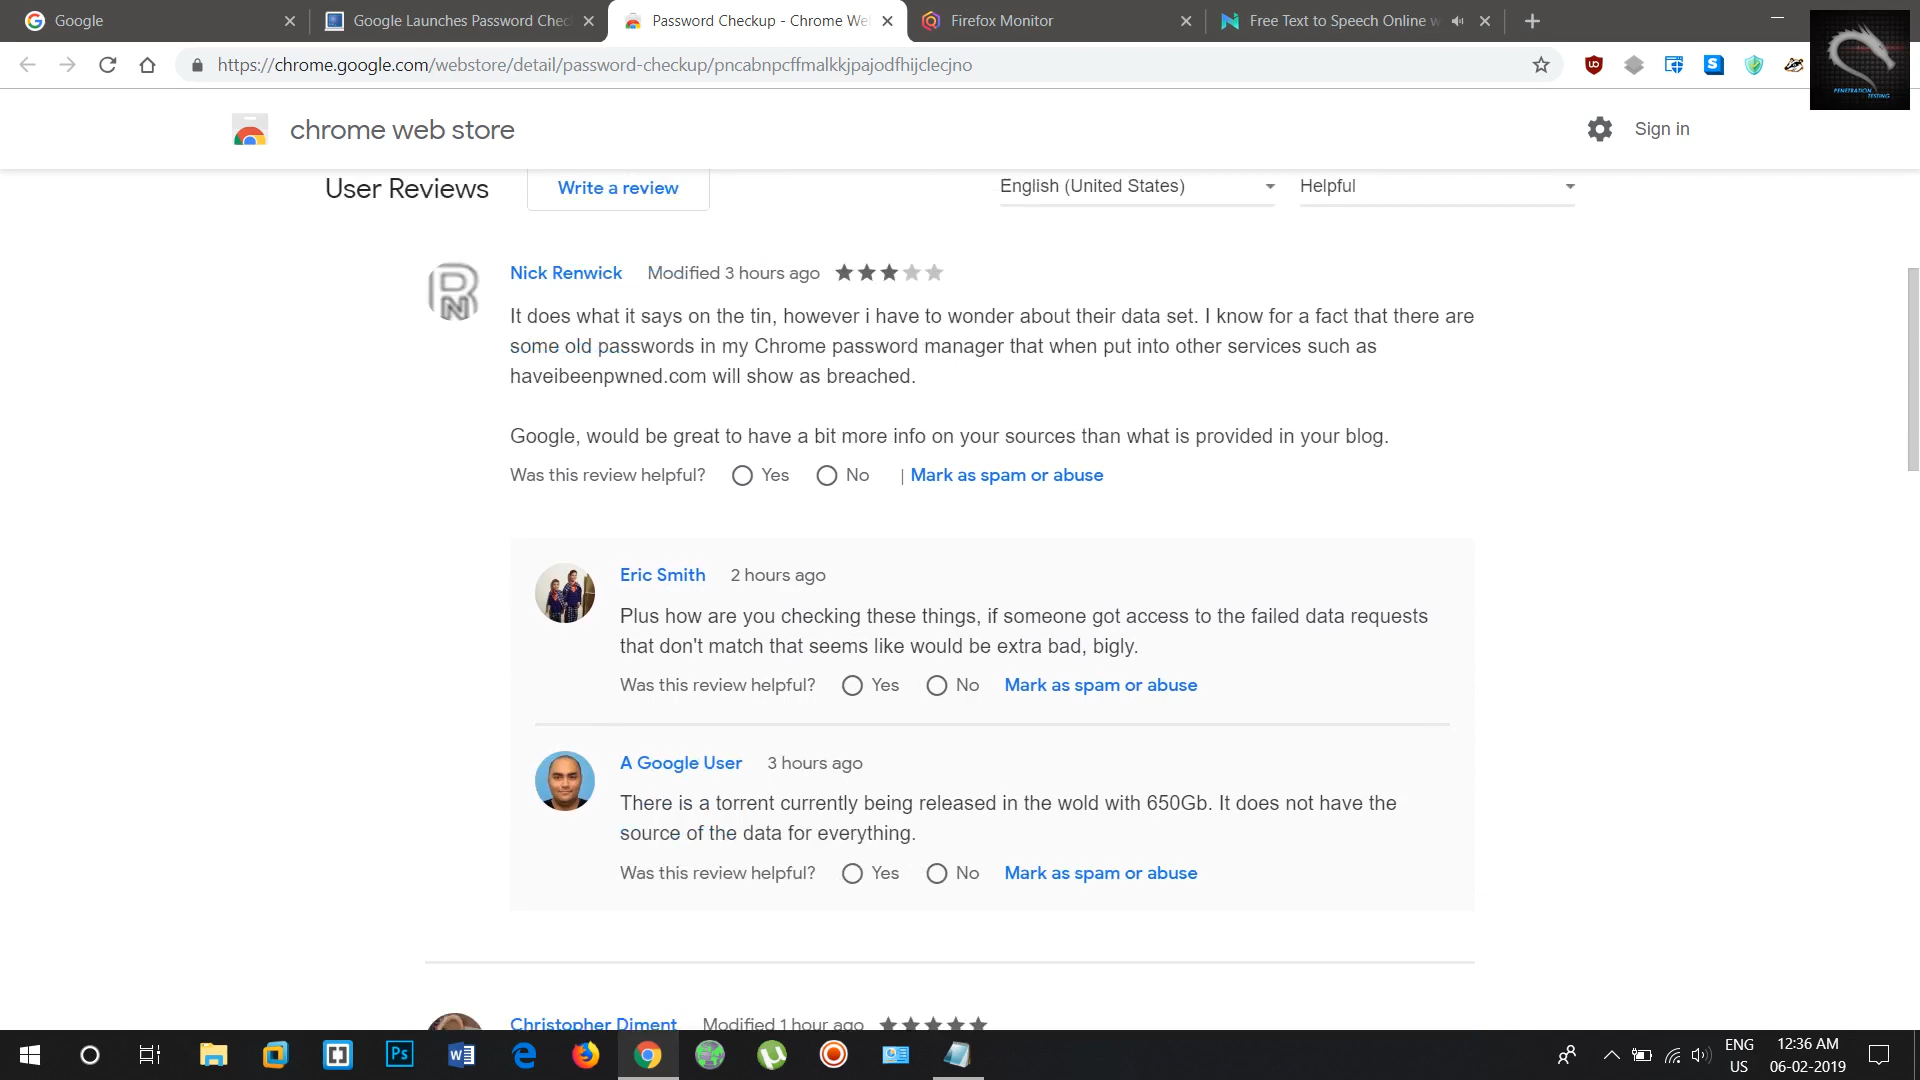 Google
Google Launches Password Chec
Password Checkup - Chrome We
Firefox Monitor
Free Text to Speech Online w
https://chrome.google.com/webstore/detail/password-checkup/pncabnpcffmalkkjpajodfhijclecjno
PENETRATION
TESTING
chrome web store
Sign in
User Reviews
Write a review
English (United States)
Helpful
Nick Renwick Modified 3 hours ago
It does what it says on the tin, however i have to wonder about their data set. I know for a fact that there are
some old passwords in my Chrome password manager that when put into other services such as
haveibeenpwned.com will show as breached.
Google, would be great to have a bit more info on your sources than what is provided in your blog.
Was this review helpful? Yes No | Mark as spam or abuse
Eric Smith 2 hours ago
Plus how are you checking these things, if someone got access to the failed data requests
that don't match that seems like would be extra bad, bigly.
Was this review helpful? Yes No Mark as spam or abuse
A Google User 3 hours ago
There is a torrent currently being released in the wold with 650Gb. It does not have the
source of the data for everything.
Was this review helpful? Yes No Mark as spam or abuse
Christopher Diment Modified 1 hour ago
ENG
US
12:36 AM
06-02-2019